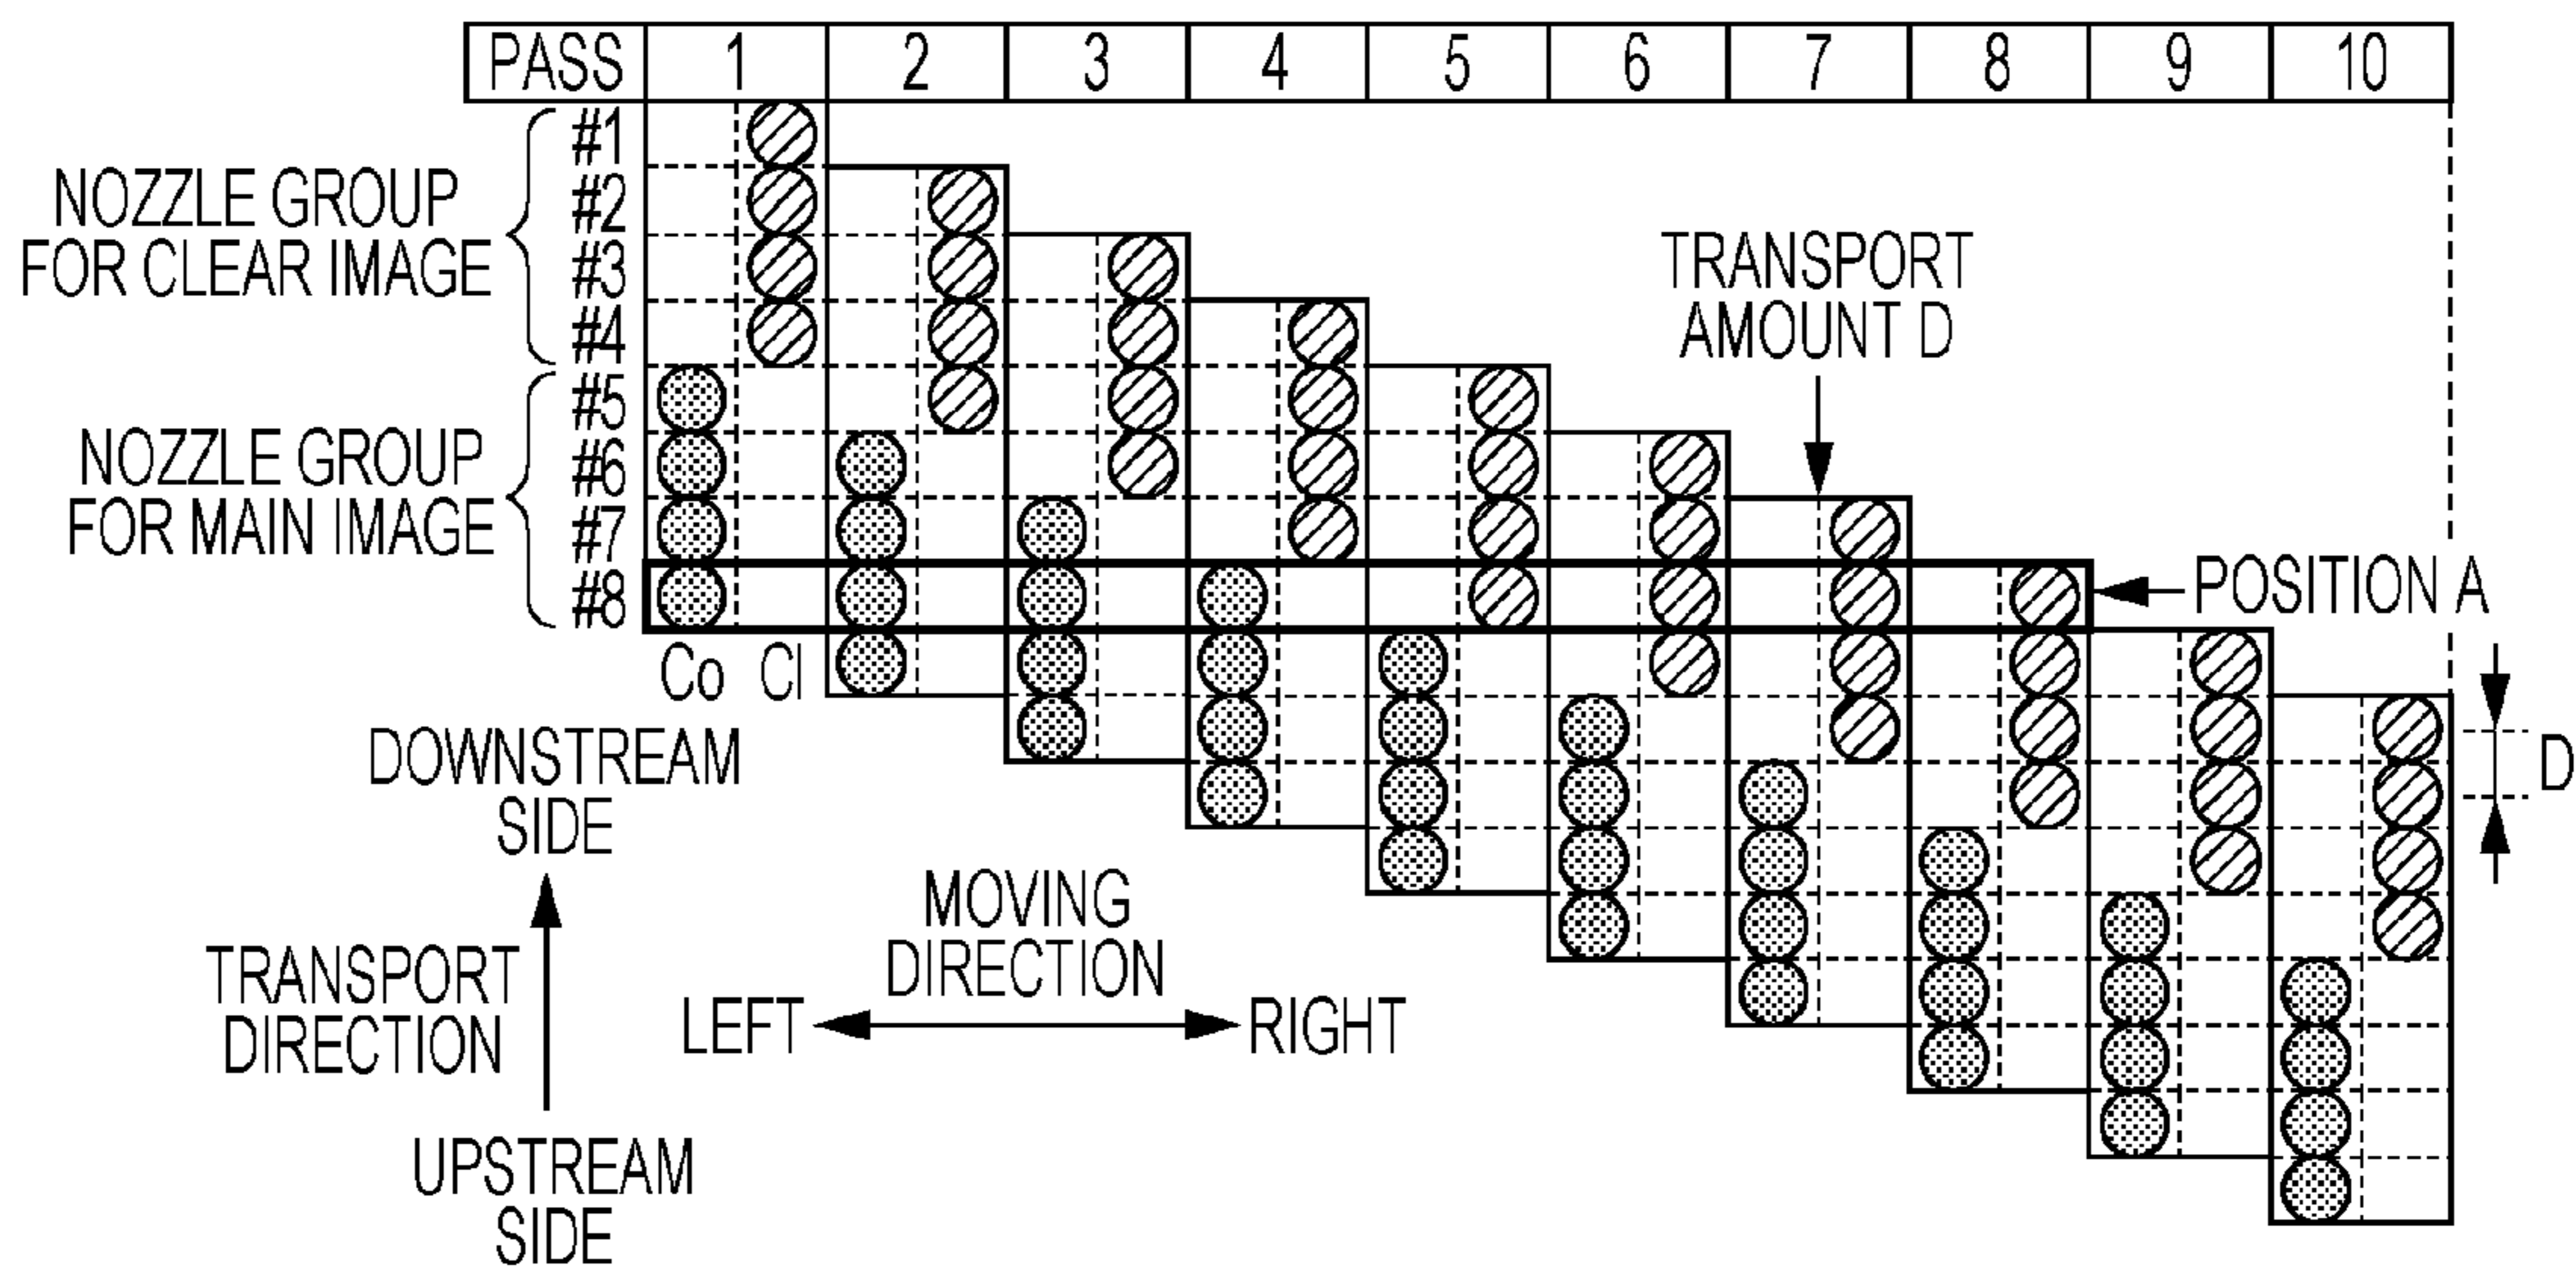 PASS 1 2 3 4 5 6 7 8 9 10
#1
#2
#3
#4
#5
#6
#7
#8
NOZZLE GROUP
FOR CLEAR IMAGE
NOZZLE GROUP
FOR MAIN IMAGE
TRANSPORT
AMOUNT D
POSITION A
Co Cl
D
DOWNSTREAM
SIDE
TRANSPORT
DIRECTION
UPSTREAM
SIDE
MOVING
DIRECTION
LEFT
RIGHT